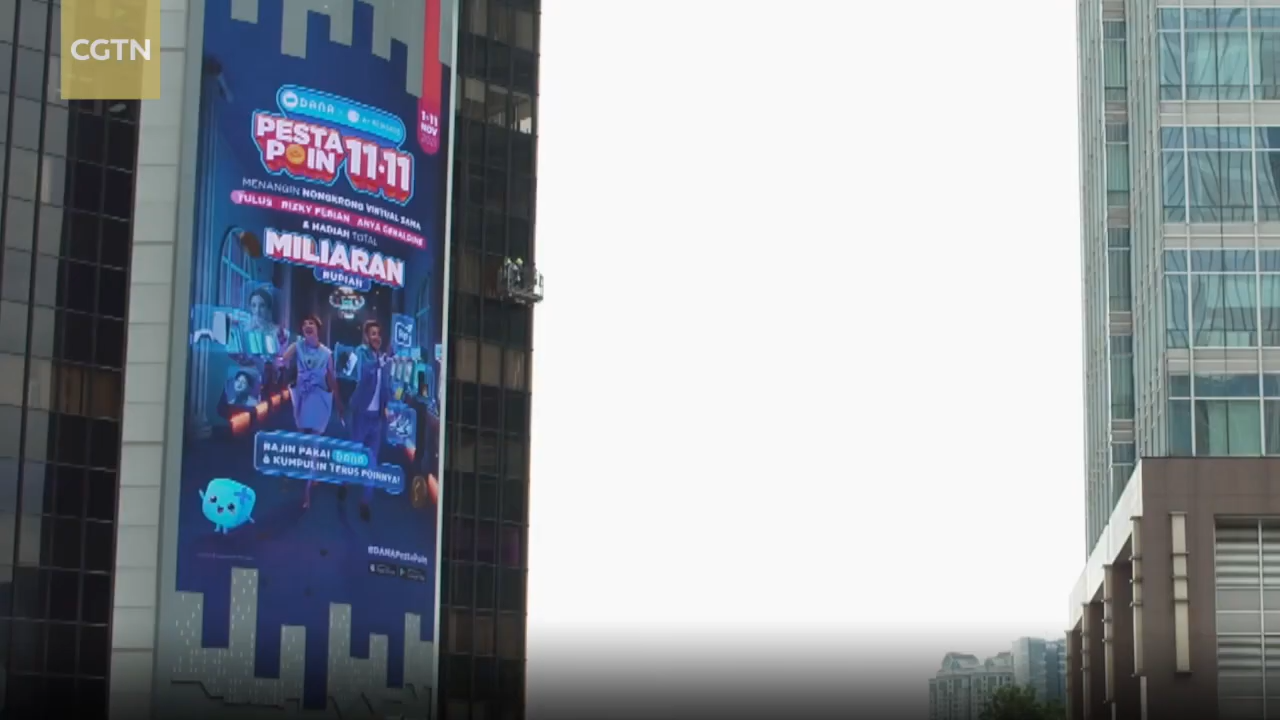 CGTN
DANA
1-11
NOV
PESTA
POIN 11.11
MENANGIN NONGKRONG VIRTUAL SAMA
TULUS RIZKY FEBIAN ANYA GERALDINE
& HADIAH TOTAL
MILIARAN
RUPIAH
RAJIN PAKAI DANA
& KUMPULIN TERUS POINNYA!
#DANAPestaPoin